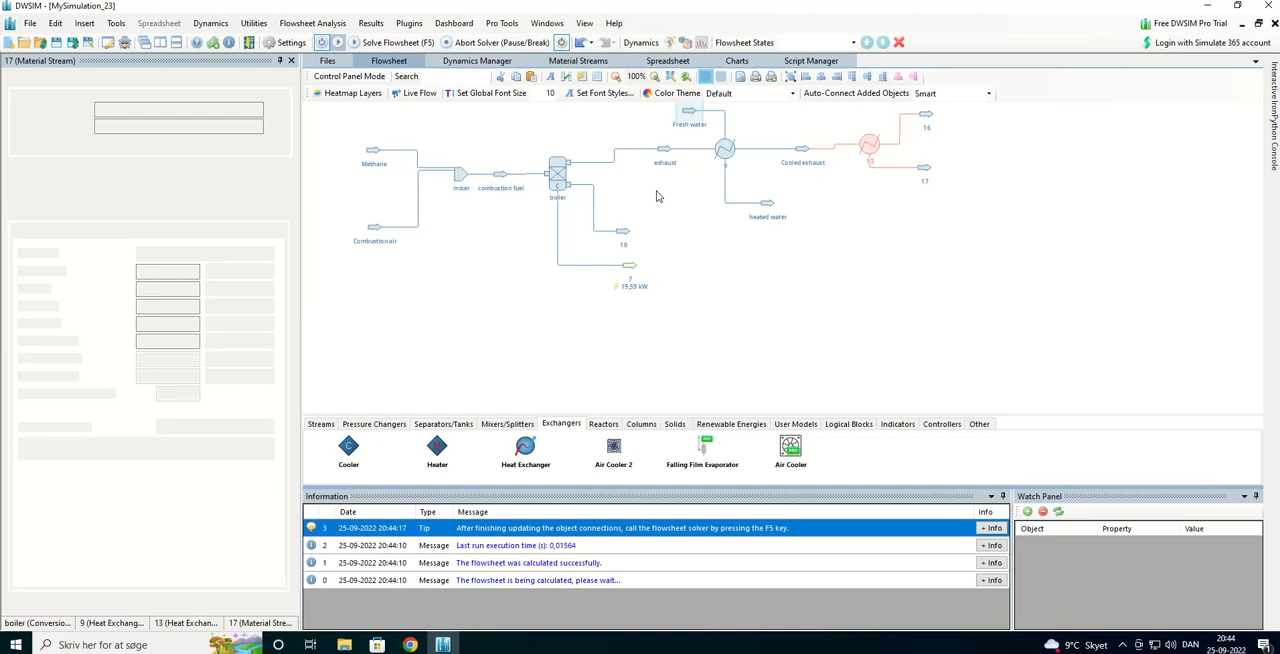 DWSIM - [MySimulation_23]
File Edit Insert Tools Spreadsheet Dynamics Utilities Flowsheet Analysis Results Plugins Dashboard Pro Tools Windows View Help Free DWSIM Pro Trial
Settings Solve Flowsheet (F5) Abort Solver (Pause/Break) Dynamics Flowsheet States Login with Simulate 365 account
17 (Material Stream)
Files Flowsheet Dynamics Manager Material Streams Spreadsheet Charts Script Manager
Control Panel Mode Search 100%
Heatmap Layers Live Flow Set Global Font Size 10 Set Font Styles... Color Theme Default Auto-Connect Added Objects Smart
Interactive IronPython Console
Fresh water
16
Methane
exhaust
9
Cooled exhaust
13
17
mixer
combustion fuel
C
boiler
heated water
Combustion air
10
7
19,59 kW
Streams Pressure Changers Separators/Tanks Mixers/Splitters Exchangers Reactors Columns Solids Renewable Energies User Models Logical Blocks Indicators Controllers Other
C H PRO PRO
Cooler Heater Heat Exchanger Air Cooler 2 Falling Film Evaporator Air Cooler
Information
Watch Panel
Date Type Message Info
3 25-09-2022 20:44:17 Tip After finishing updating the object connections, call the flowsheet solver by pressing the F5 key. + Info
2 25-09-2022 20:44:10 Message Last run execution time (s): 0,01564 + Info
1 25-09-2022 20:44:10 Message The flowsheet was calculated successfully. + Info
0 25-09-2022 20:44:10 Message The flowsheet is being calculated, please wait... + Info
Object Property Value
boiler (Conversio... 9 (Heat Exchang... 13 (Heat Exchan... 17 (Material Stre...
Skriv her for at søge
9°C Skyet DAN 20:44
25-09-2022
1